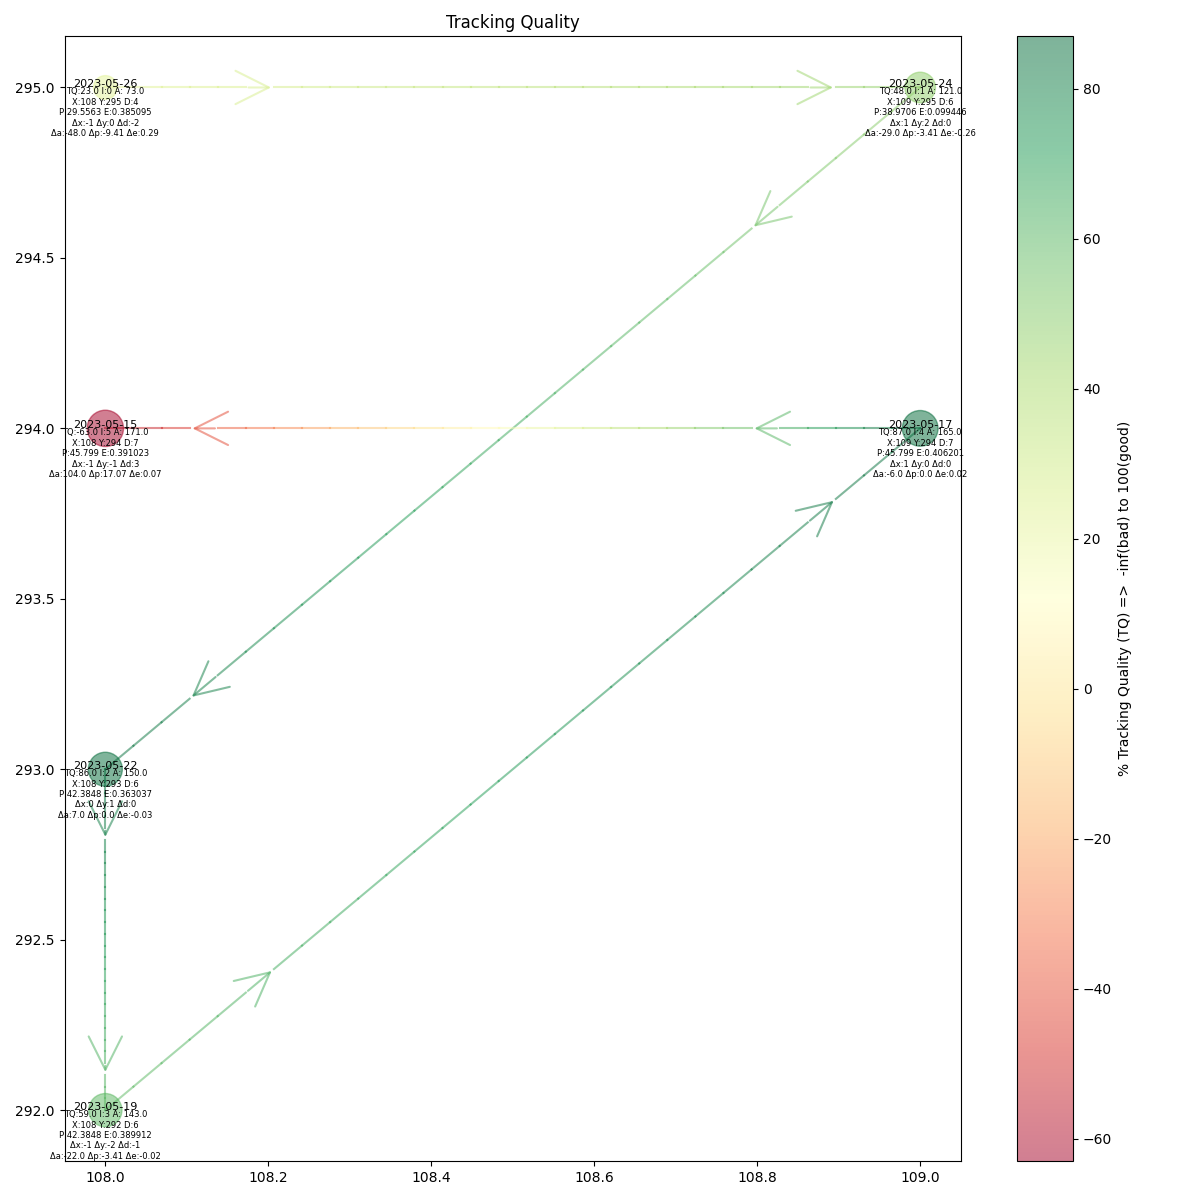 Tracking Quality
295.0
294.5
294.0
293.5
293.0
292.5
292.0
2023-05-26
TQ:23.0 I:0 A: 73.0
X:108 Y:295 D:4
P:29.5563 E:0.385095
Δx:-1 Δy:0 Δd:-2
Δa:-48.0 Δp:-9.41 Δe:0.29
2023-05-24
TQ:48.0 I:1 A: 121.0
X:109 Y:295 D:6
P:38.9706 E:0.099446
Δx:1 Δy:2 Δd:0
Δa:-29.0 Δp:-3.41 Δe:-0.26
2023-05-15
TQ:-63.0 I:5 A: 171.0
X:108 Y:294 D:7
P:45.799 E:0.391023
Δx:-1 Δy:-1 Δd:3
Δa:104.0 Δp:17.07 Δe:0.07
2023-05-17
TQ:87.0 I:4 A: 165.0
X:109 Y:294 D:7
P:45.799 E:0.406201
Δx:1 Δy:0 Δd:0
Δa:-6.0 Δp:0.0 Δe:0.02
2023-05-22
TQ:86.0 I:2 A: 150.0
X:108 Y:293 D:6
P:42.3848 E:0.363037
Δx:0 Δy:1 Δd:0
Δa:7.0 Δp:0.0 Δe:-0.03
2023-05-19
TQ:59.0 I:3 A: 143.0
X:108 Y:292 D:6
P:42.3848 E:0.389912
Δx:-1 Δy:-2 Δd:-1
Δa:-22.0 Δp:-3.41 Δe:-0.02
108.0
108.2
108.4
108.6
108.8
109.0
80
60
40
20
0
−20
−40
−60
% Tracking Quality (TQ) => -inf(bad) to 100(good)